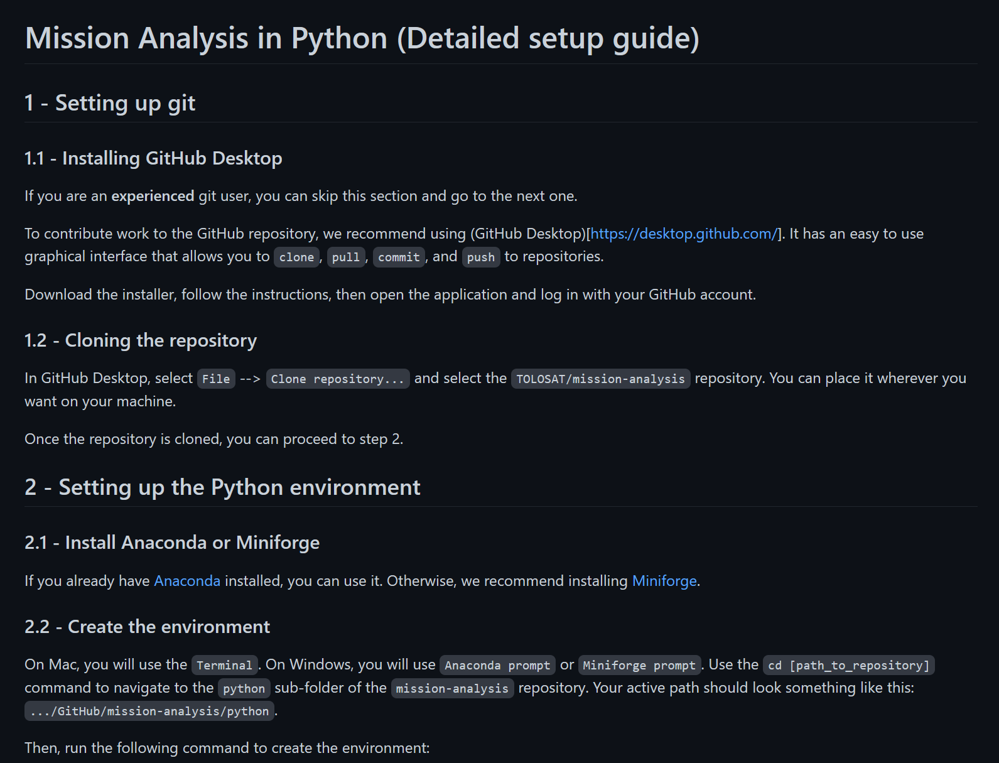 Mission Analysis in Python (Detailed setup guide)
1 - Setting up git
1.1 - Installing GitHub Desktop
If you are an experienced git user, you can skip this section and go to the next one.
To contribute work to the GitHub repository, we recommend using (GitHub Desktop)[https://desktop.github.com/]. It has an easy to use
graphical interface that allows you to clone, pull, commit, and push to repositories.
Download the installer, follow the instructions, then open the application and log in with your GitHub account.
1.2 - Cloning the repository
In GitHub Desktop, select File --> Clone repository... and select the TOLOSAT/mission-analysis repository. You can place it wherever you
want on your machine.
Once the repository is cloned, you can proceed to step 2.
2 - Setting up the Python environment
2.1 - Install Anaconda or Miniforge
If you already have Anaconda installed, you can use it. Otherwise, we recommend installing Miniforge.
2.2 - Create the environment
On Mac, you will use the Terminal. On Windows, you will use Anaconda prompt or Miniforge prompt. Use the cd [path_to_repository]
command to navigate to the python sub-folder of the mission-analysis repository. Your active path should look something like this:
.../GitHub/mission-analysis/python.
Then, run the following command to create the environment: